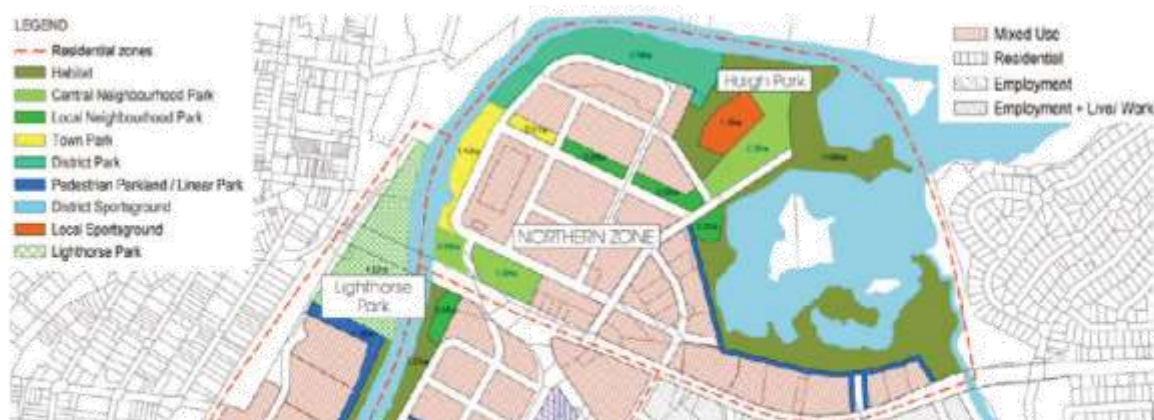 LEGEND
Residential zones
Habitat
Central Neighbourhood Park
Local Neighbourhood Park
Town Park
District Park
Pedestrian Parkland / Linear Park
District Sportsground
Local Sportsground
Lighthorse Park
Mixed Use
Residential
Employment
Employment + Live/ Work
Haigh Park
NORTHERN ZONE
Lighthorse
Park